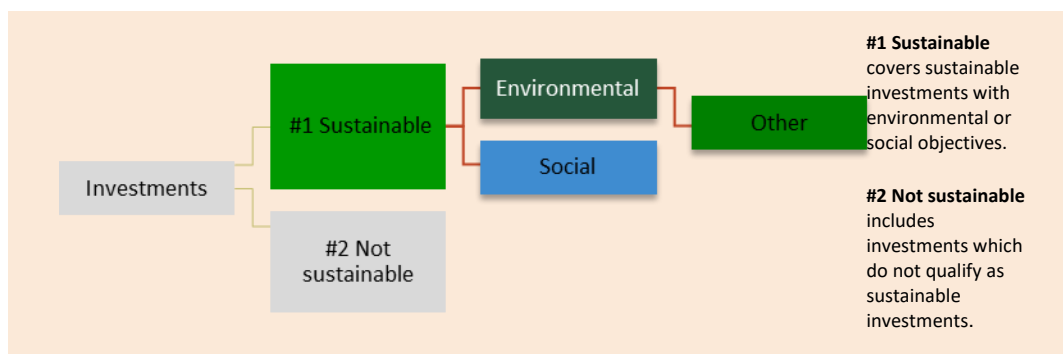 Investments
#1 Sustainable
#2 Not
sustainable
Environmental
Social
Other
#1 Sustainable
covers sustainable
investments with
environmental or
social objectives.
#2 Not sustainable
includes
investments which
do not qualify as
sustainable
investments.